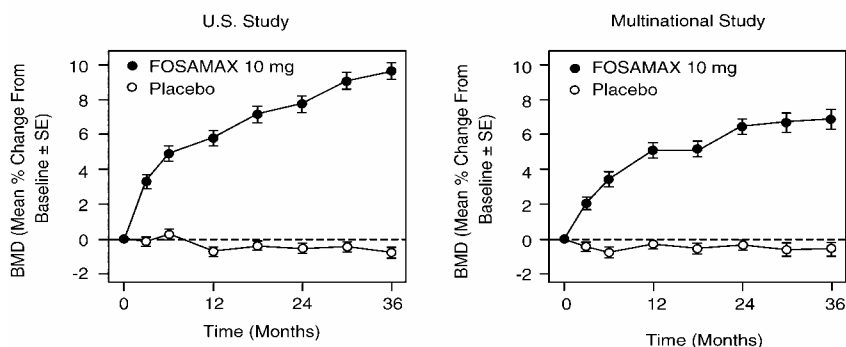 U.S. Study
BMD (Mean % Change From
Baseline ± SE)
10
8
6
4
2
0
-2
FOSAMAX 10 mg
Placebo
0
12
24
36
Time (Months)
Multinational Study
BMD (Mean % Change From
Baseline ± SE)
10
8
6
4
2
0
-2
FOSAMAX 10 mg
Placebo
0
12
24
36
Time (Months)